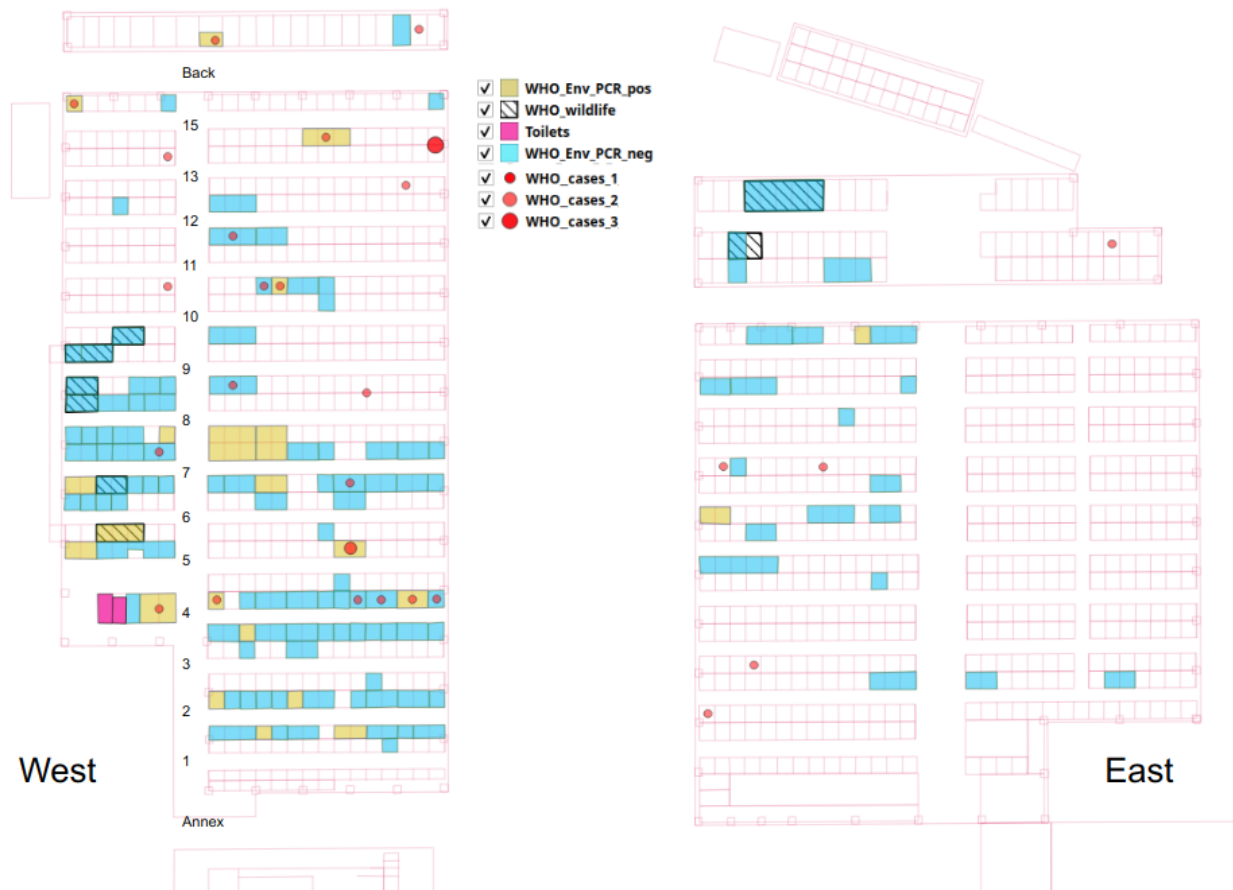 Back
WHO_Env_PCR_pos
WHO_wildlife
Toilets
WHO_Env_PCR_neg
WHO_cases_1
WHO_cases_2
WHO_cases_3
15
13
12
11
10
9
8
7
6
5
4
3
2
1
West
East
Annex